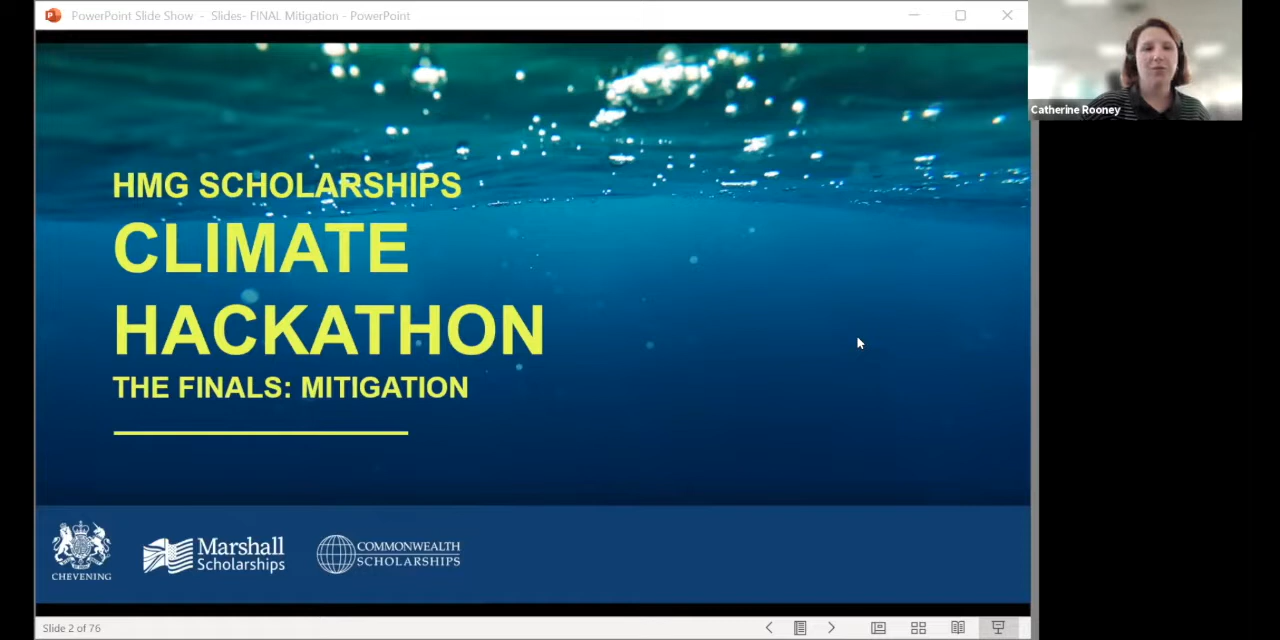 PowerPoint Slide Show - Slides- FINAL Mitigation - PowerPoint
Catherine Rooney
HMG SCHOLARSHIPS
CLIMATE
HACKATHON
THE FINALS: MITIGATION
CHEVENING
Marshall
Scholarships
COMMONWEALTH
SCHOLARSHIPS
Slide 2 of 76